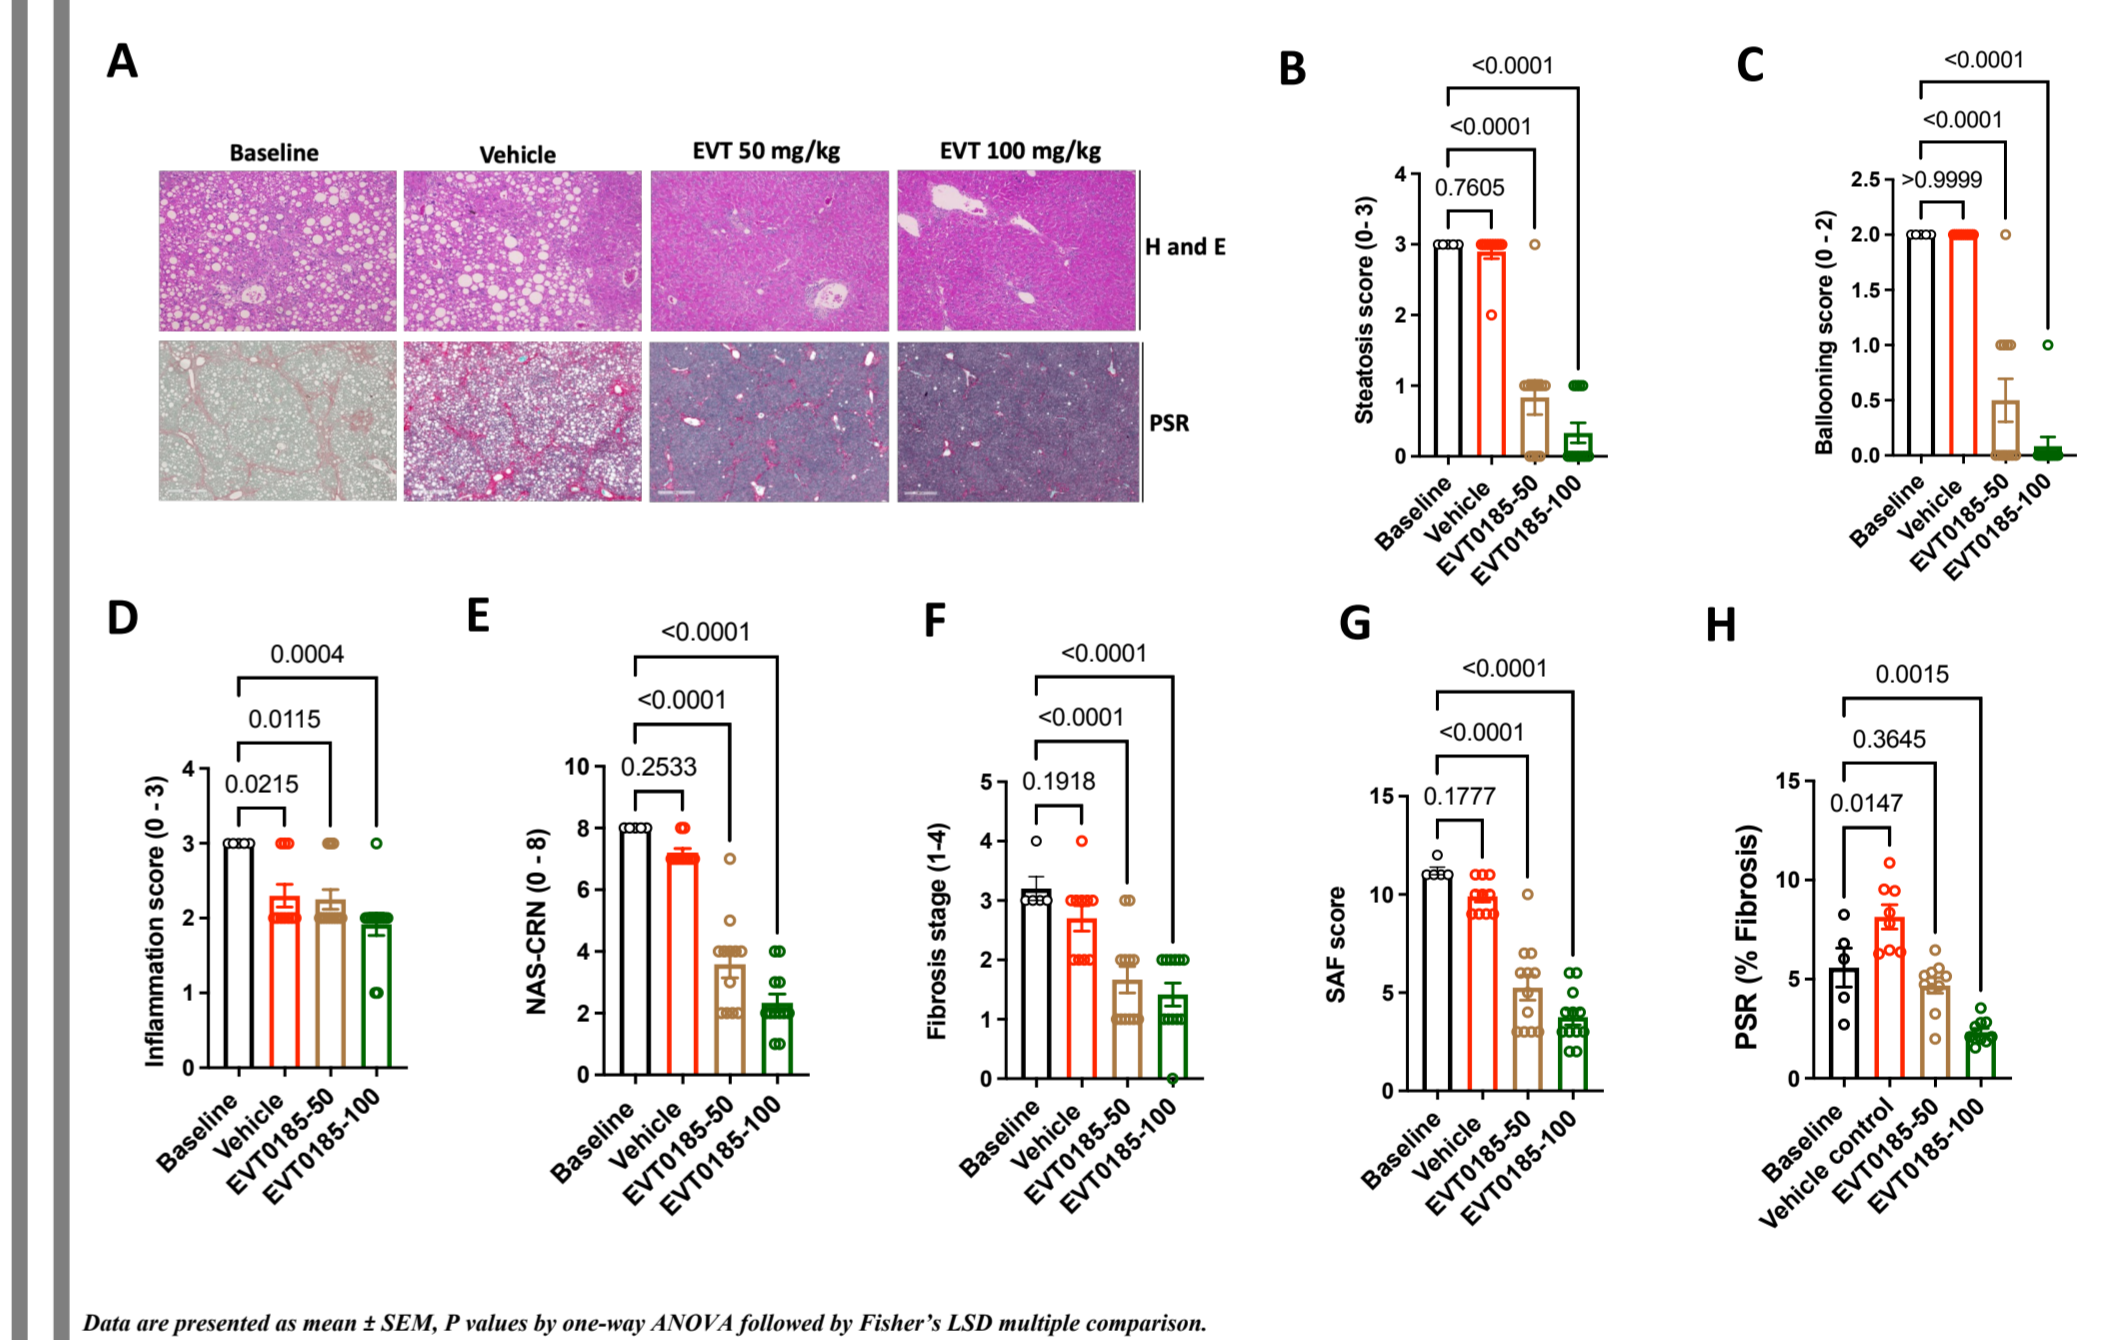 A
Baseline
Vehicle
EVT 50 mg/kg
EVT 100 mg/kg
H and E
PSR
B
<0.0001
<0.0001
0.7605
Steatosis score (0- 3)
4
3
2
1
0
Baseline
Vehicle
EVT0185-50
EVT0185-100
C
<0.0001
<0.0001
>0.9999
Ballooning score (0 - 2)
2.5
2.0
1.5
1.0
0.5
0.0
Baseline
Vehicle
EVT0185-50
EVT0185-100
D
0.0004
0.0115
0.0215
Inflammation score (0 - 3)
4
3
2
1
0
Baseline
Vehicle
EVT0185-50
EVT0185-100
E
<0.0001
<0.0001
0.2533
NAS-CRN (0 - 8)
10
8
6
4
2
0
Baseline
Vehicle
EVT0185-50
EVT0185-100
F
<0.0001
<0.0001
0.1918
Fibrosis stage (1-4)
5
4
3
2
1
0
Baseline
Vehicle
EVT0185-50
EVT0185-100
G
<0.0001
<0.0001
0.1777
SAF score
15
10
5
0
Baseline
Vehicle
EVT0185-50
EVT0185-100
H
0.0015
0.3645
0.0147
PSR (% Fibrosis)
15
10
5
0
Baseline
Vehicle control
EVT0185-50
EVT0185-100
Data are presented as mean ± SEM, P values by one-way ANOVA followed by Fisher's LSD multiple comparison.